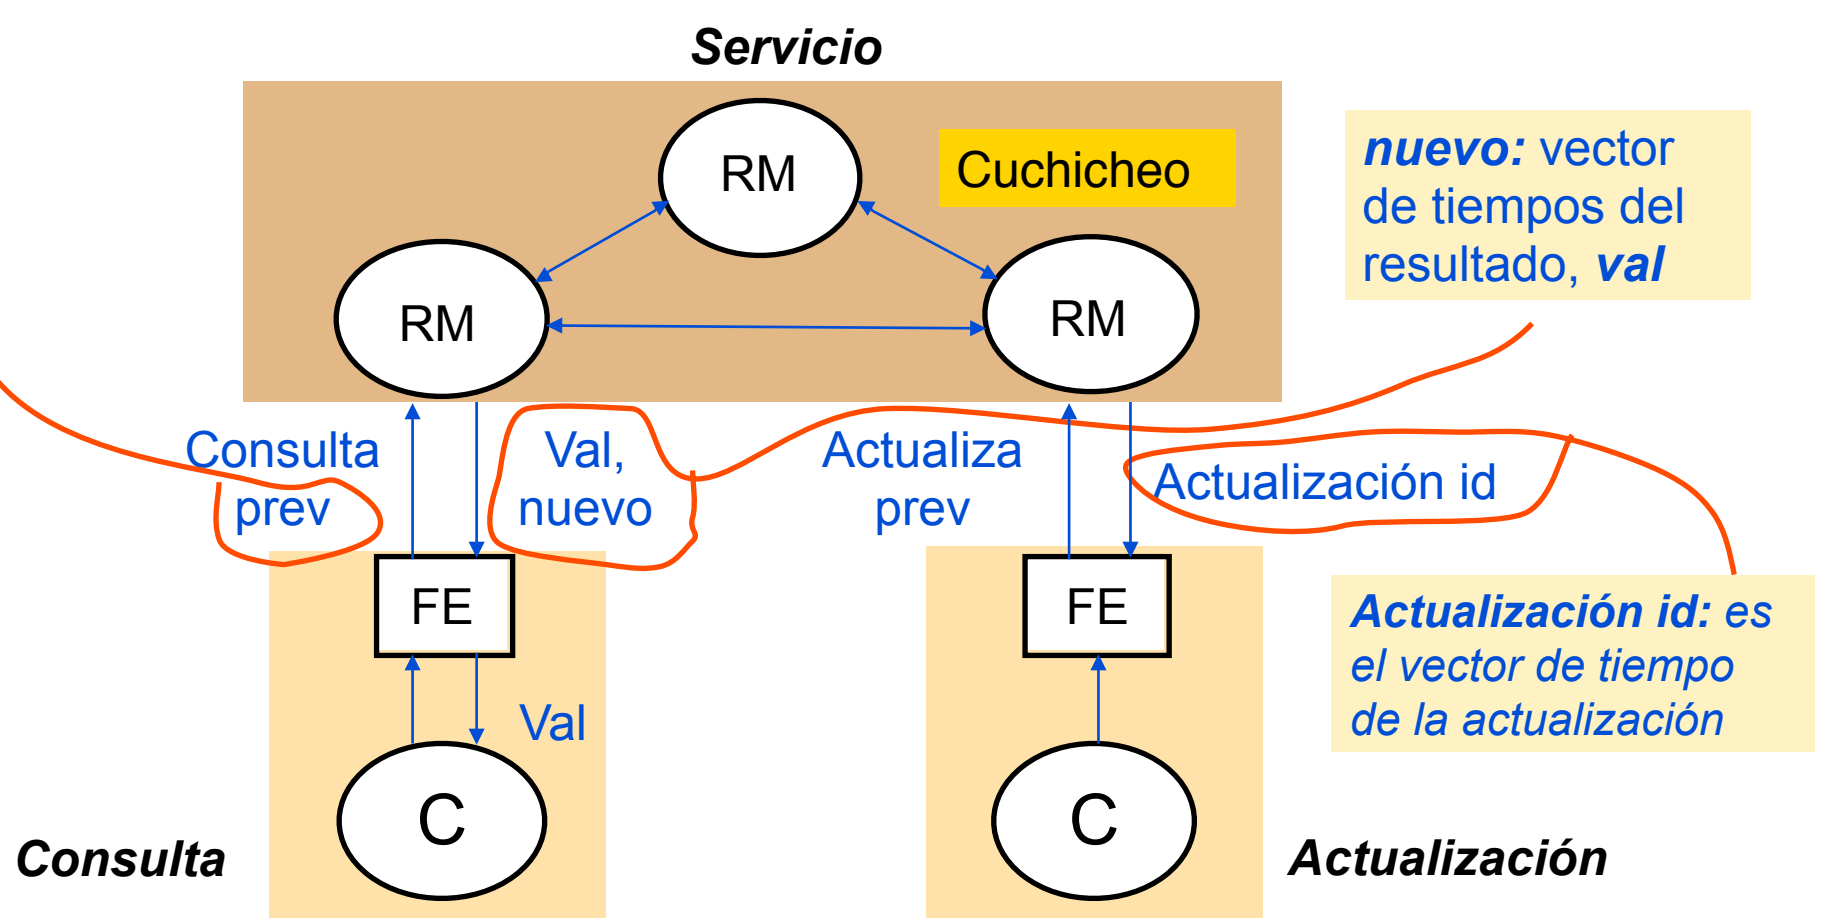 Servicio
RM
Cuchicheo
RM
RM
nuevo: vector
de tiempos del
resultado, val
Consulta
prev
Val,
nuevo
Actualiza
prev
Actualización id
FE
FE
Val
Actualización id: es
el vector de tiempo
de la actualización
C
C
Consulta
Actualización